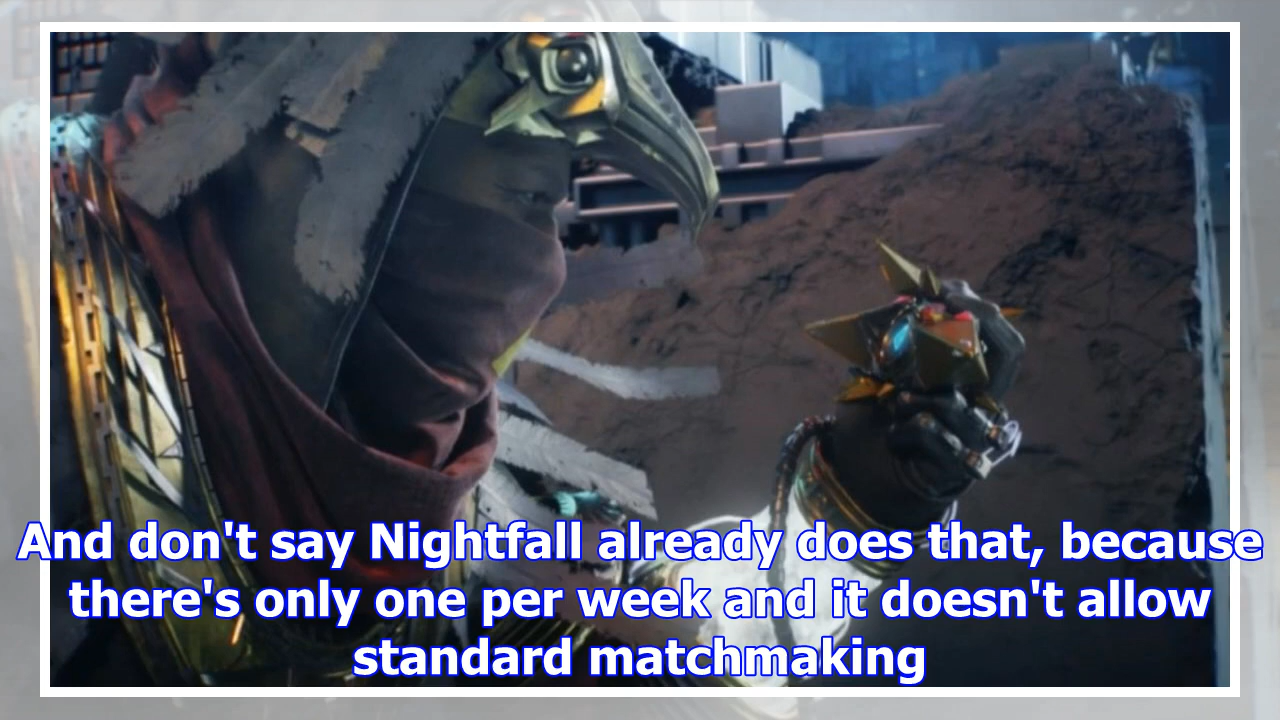 And don't say Nightfall already does that, because
there's only one per week and it doesn't allow
standard matchmaking